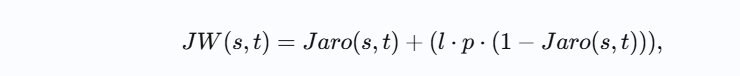 JW(s, t) = Jaro(s, t) + (l · p · (1 − Jaro(s, t))),